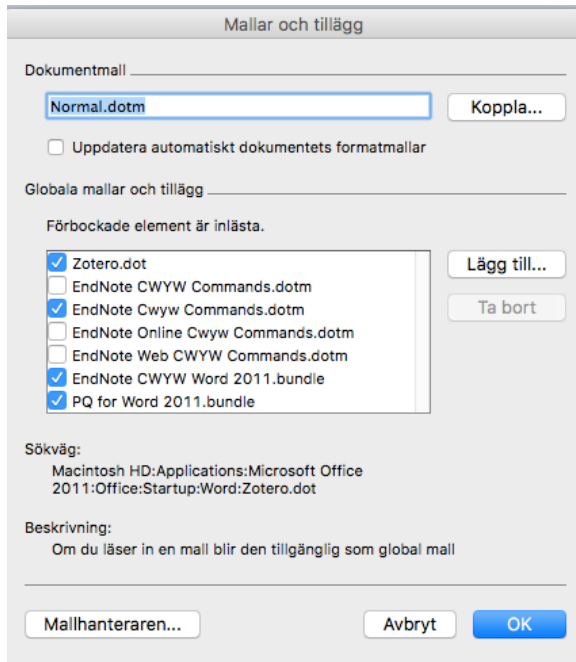 Mallar och tillägg
Dokumentmall
Normal.dotm
Koppla...
Uppdatera automatiskt dokumentets formatmallar
Globala mallar och tillägg
Förbockade element är inlästa.
Zotero.dot
EndNote CWYW Commands.dotm
EndNote Cwyw Commands.dotm
EndNote Online Cwyw Commands.dotm
EndNote Web CWYW Commands.dotm
EndNote CWYW Word 2011.bundle
PQ for Word 2011.bundle
Lägg till...
Ta bort
Sökväg:
Macintosh HD:Applications:Microsoft Office
2011:Office:Startup:Word:Zotero.dot
Beskrivning:
Om du läser in en mall blir den tillgänglig som global mall
Mallhanteraren...
Avbryt
OK